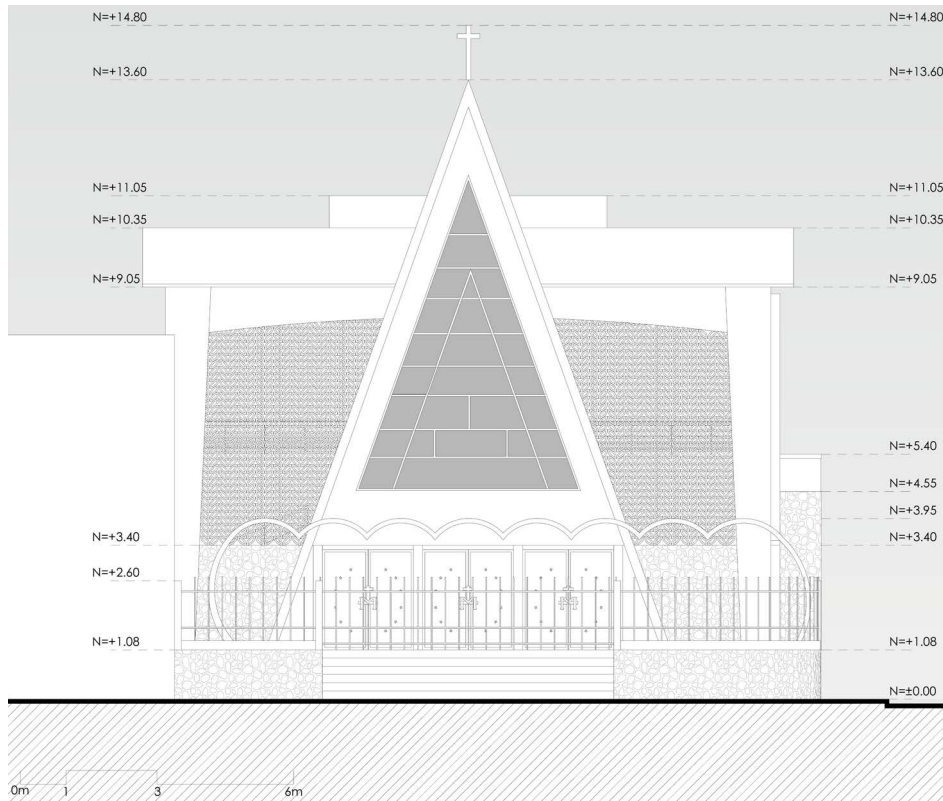 N=+14.80 N=+14.80
N=+13.60 N=+13.60
N=+11.05 N=+11.05
N=+10.35 N=+10.35
N=+9.05 N=+9.05
N=+5.40
N=+4.55
N=+3.95
N=+3.40 N=+3.40
N=+2.60
N=+1.08 N=+1.08
N=±0.00
0m 1 3 6m